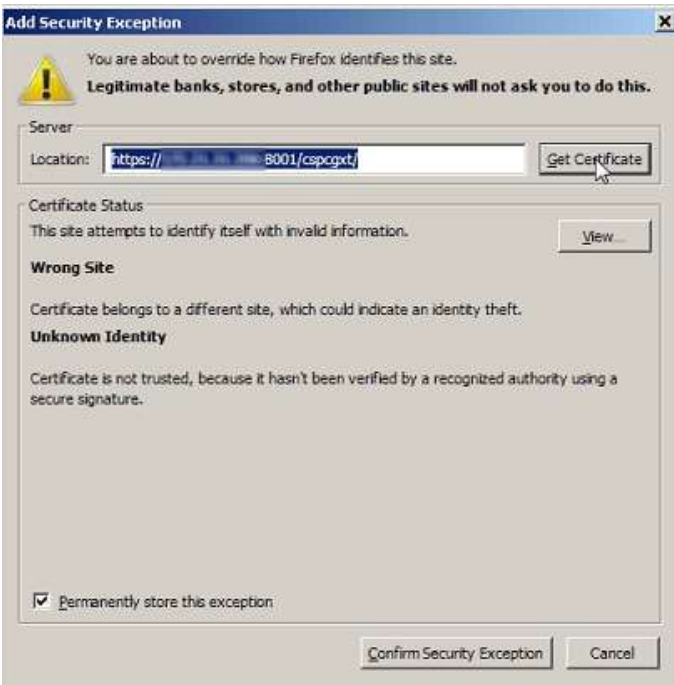 Add Security Exception
You are about to override how Firefox identifies this site.
Legitimate banks, stores, and other public sites will not ask you to do this.
Server
Location: https:// 8001/cspcgxt/ Get Certificate
Certificate Status
This site attempts to identify itself with invalid information. View...
Wrong Site
Certificate belongs to a different site, which could indicate an identity theft.
Unknown Identity
Certificate is not trusted, because it hasn't been verified by a recognized authority using a
secure signature.
Permanently store this exception
Confirm Security Exception Cancel